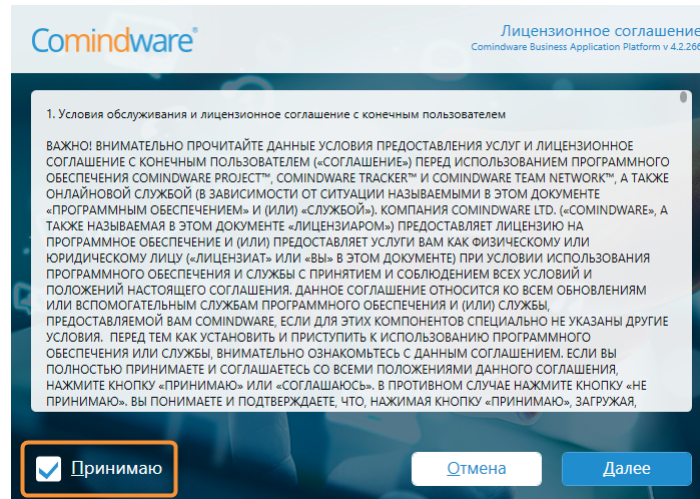 Comindware®
Лицензионное соглашение
Comindware Business Application Platform v 4.2.266
1. Условия обслуживания и лицензионное соглашение с конечным пользователем
ВАЖНО! ВНИМАТЕЛЬНО ПРОЧИТАЙТЕ ДАННЫЕ УСЛОВИЯ ПРЕДОСТАВЛЕНИЯ УСЛУГ И ЛИЦЕНЗИОННОЕ
СОГЛАШЕНИЕ С КОНЕЧНЫМ ПОЛЬЗОВАТЕЛЕМ («СОГЛАШЕНИЕ») ПЕРЕД ИСПОЛЬЗОВАНИЕМ ПРОГРАММНОГО
ОБЕСПЕЧЕНИЯ COMINDWARE PROJECT™, COMINDWARE TRACKER™ И COMINDWARE TEAM NETWORK™, А ТАКЖЕ
ОНЛАЙНОВОЙ СЛУЖБОЙ (В ЗАВИСИМОСТИ ОТ СИТУАЦИИ НАЗЫВАЕМЫМИ В ЭТОМ ДОКУМЕНТЕ
«ПРОГРАММНЫМ ОБЕСПЕЧЕНИЕМ» И (ИЛИ) «СЛУЖБОЙ»). КОМПАНИЯ COMINDWARE LTD. («COMINDWARE», А
ТАКЖЕ НАЗЫВАЕМАЯ В ЭТОМ ДОКУМЕНТЕ «ЛИЦЕНЗИАРОМ») ПРЕДОСТАВЛЯЕТ ЛИЦЕНЗИЮ НА
ПРОГРАММНОЕ ОБЕСПЕЧЕНИЕ И (ИЛИ) ПРЕДОСТАВЛЯЕТ УСЛУГИ ВАМ КАК ФИЗИЧЕСКОМУ ИЛИ
ЮРИДИЧЕСКОМУ ЛИЦУ («ЛИЦЕНЗИАТ» ИЛИ «ВЫ» В ЭТОМ ДОКУМЕНТЕ) ПРИ УСЛОВИИ ИСПОЛЬЗОВАНИЯ
ПРОГРАММНОГО ОБЕСПЕЧЕНИЯ И СЛУЖБЫ С ПРИНЯТИЕМ И СОБЛЮДЕНИЕМ ВСЕХ УСЛОВИЙ И
ПОЛОЖЕНИЙ НАСТОЯЩЕГО СОГЛАШЕНИЯ. ДАННОЕ СОГЛАШЕНИЕ ОТНОСИТСЯ КО ВСЕМ ОБНОВЛЕНИЯМ
ИЛИ ВСПОМОГАТЕЛЬНЫМ СЛУЖБАМ ПРОГРАММНОГО ОБЕСПЕЧЕНИЯ И (ИЛИ) СЛУЖБЫ,
ПРЕДОСТАВЛЯЕМОЙ ВАМ COMINDWARE, ЕСЛИ ДЛЯ ЭТИХ КОМПОНЕНТОВ СПЕЦИАЛЬНО НЕ УКАЗАНЫ ДРУГИЕ
УСЛОВИЯ. ПЕРЕД ТЕМ КАК УСТАНОВИТЬ И ПРИСТУПИТЬ К ИСПОЛЬЗОВАНИЮ ПРОГРАММНОГО
ОБЕСПЕЧЕНИЯ ИЛИ СЛУЖБЫ, ВНИМАТЕЛЬНО ОЗНАКОМЬТЕСЬ С ДАННЫМ СОГЛАШЕНИЕМ. ЕСЛИ ВЫ
ПОЛНОСТЬЮ ПРИНИМАЕТЕ И СОГЛАШАЕТЕСЬ СО ВСЕМИ ПОЛОЖЕНИЯМИ ДАННОГО СОГЛАШЕНИЯ,
НАЖМИТЕ КНОПКУ «ПРИНИМАЮ» ИЛИ «СОГЛАШАЮСЬ». В ПРОТИВНОМ СЛУЧАЕ НАЖМИТЕ КНОПКУ «НЕ
ПРИНИМАЮ». ВЫ ПОНИМАЕТЕ И ПОДТВЕРЖДАЕТЕ, ЧТО, НАЖИМАЯ КНОПКУ «ПРИНИМАЮ», ЗАГРУЖАЯ,
Принимаю
Отмена
Далее